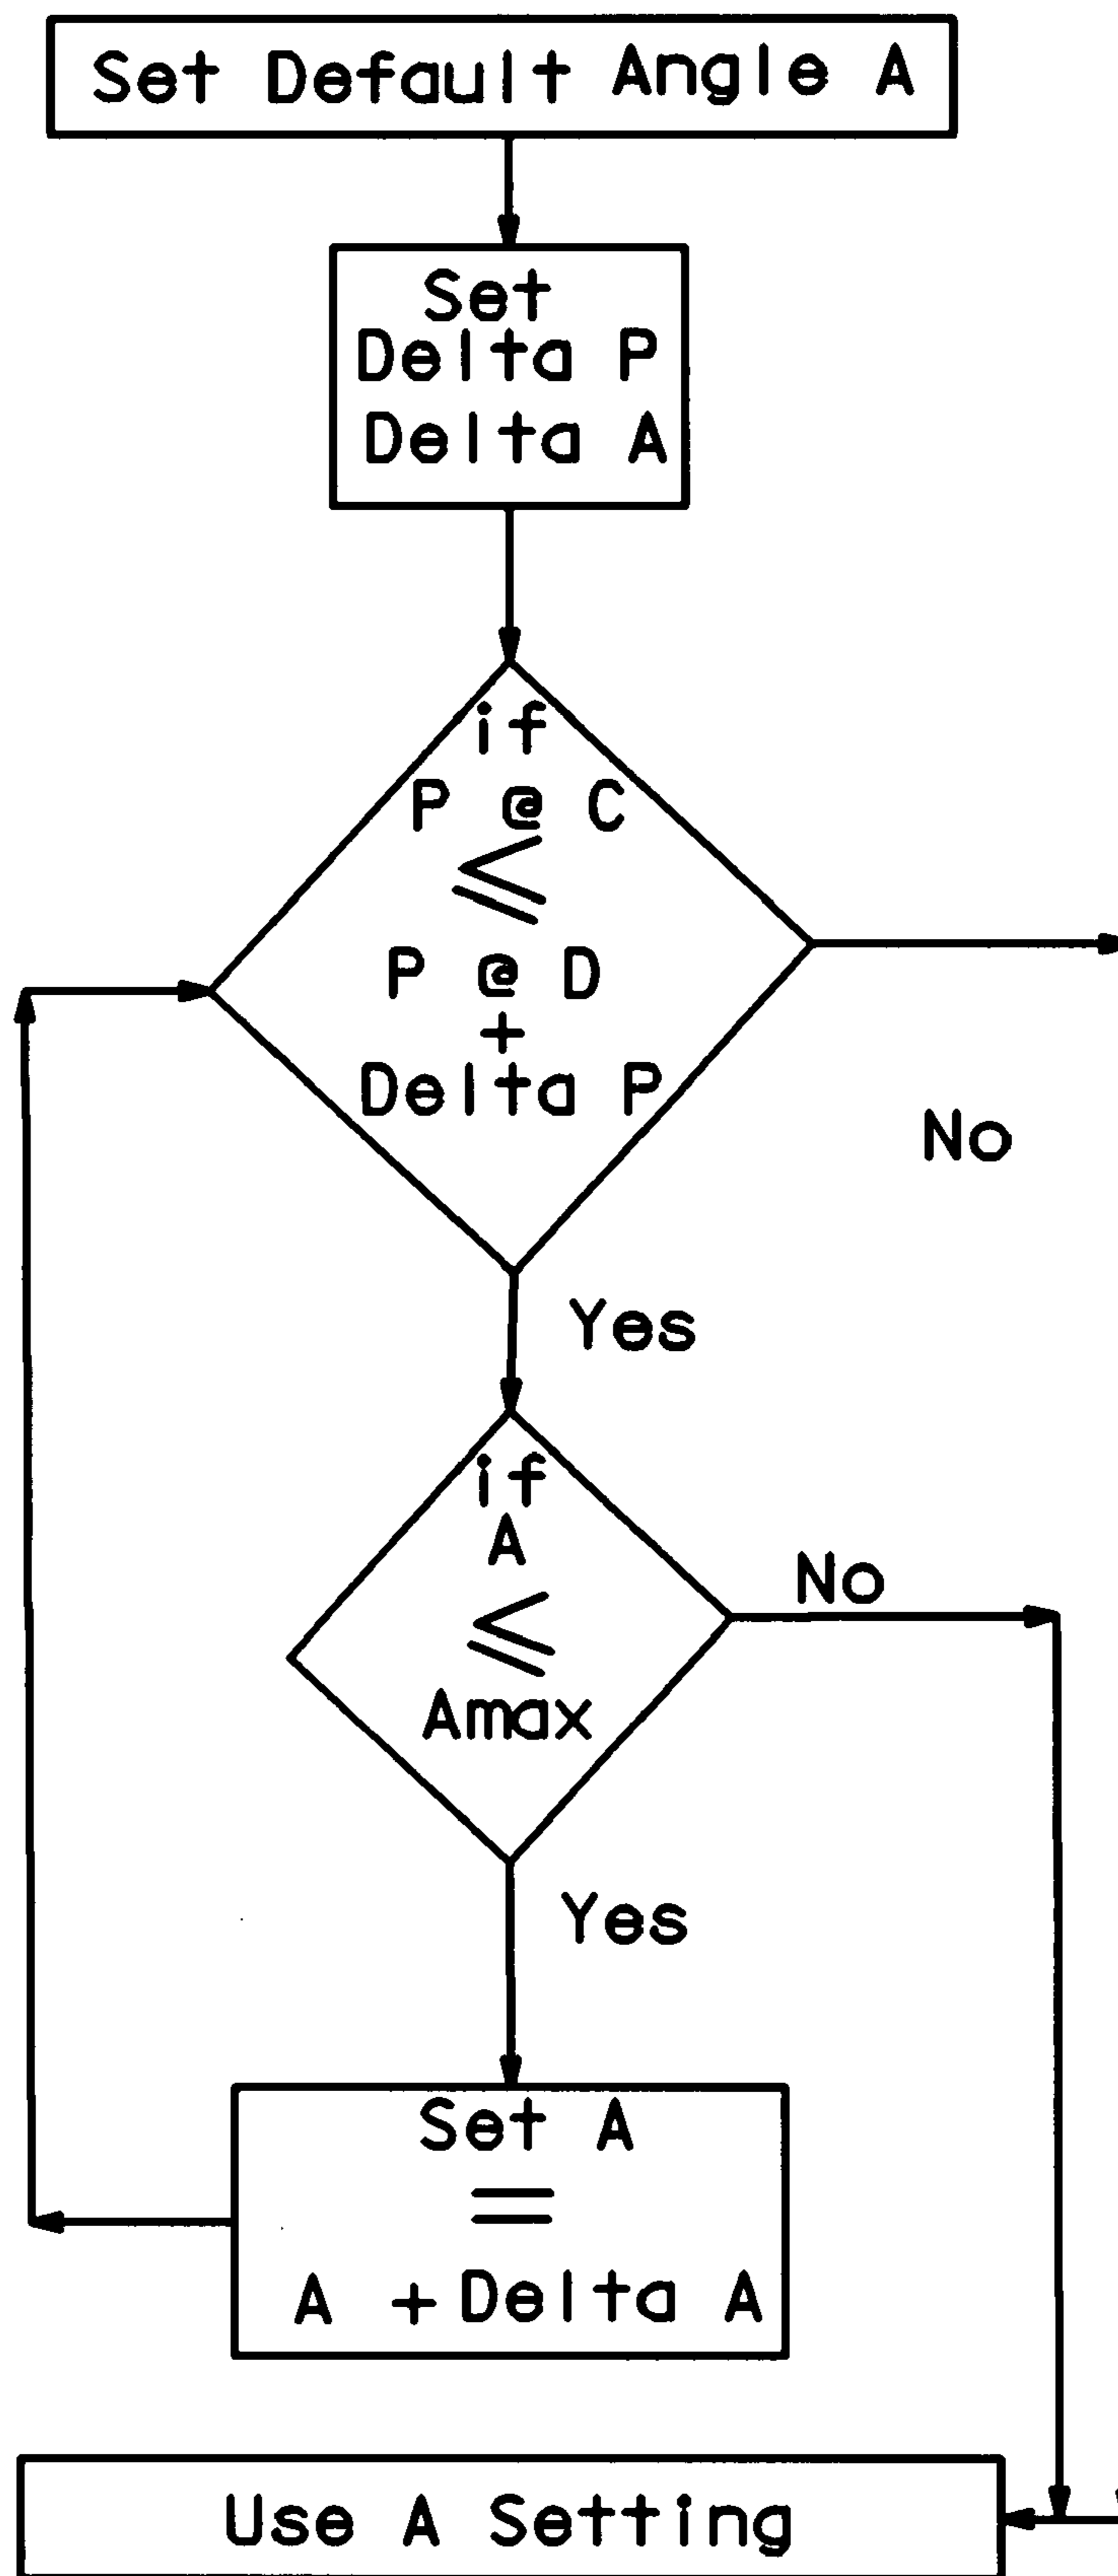 Set Default Angle A
Set
Delta P
Delta A
if
P @ C
≤
P @ D
+
Delta P
No
Yes
if
A
≤
Amax
No
Yes
Set A
=
A + Delta A
Use A Setting